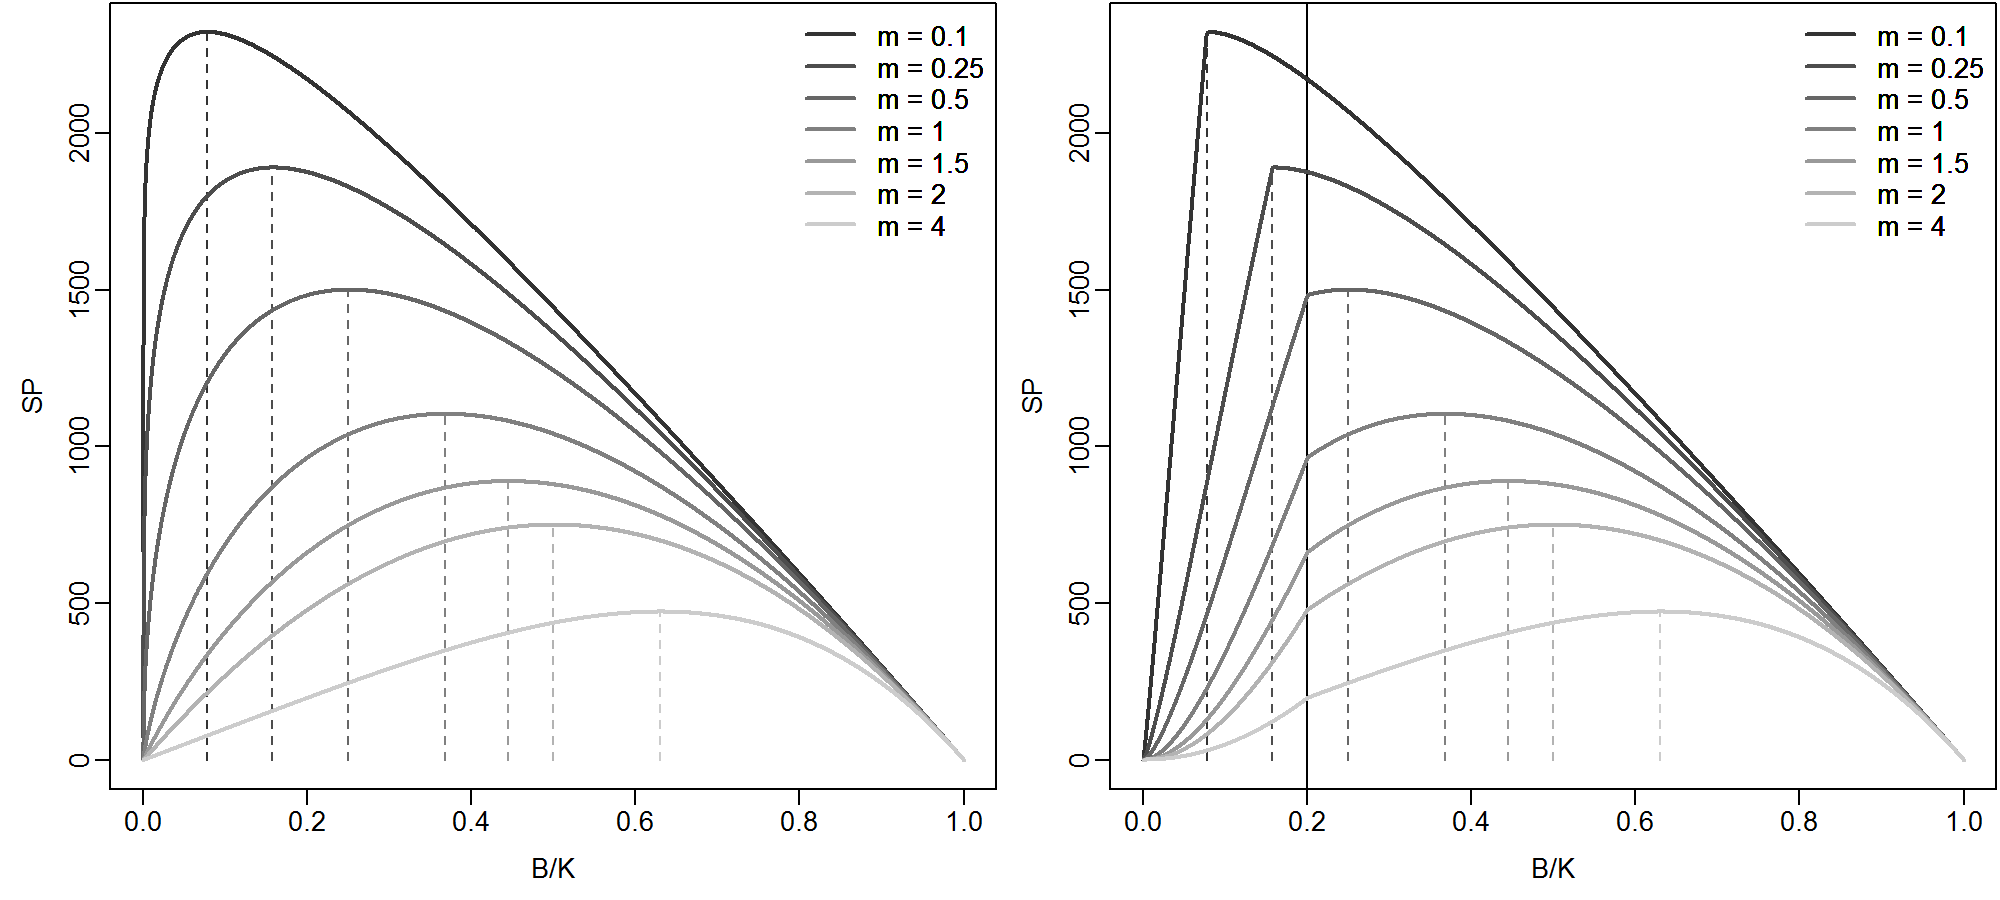 SP
2000
1500
1000
500
0
m = 0.1
m = 0.25
m = 0.5
m = 1
m = 1.5
m = 2
m = 4
0.0 0.2 0.4 0.6 0.8 1.0
B/K
SP
2000
1500
1000
500
0
m = 0.1
m = 0.25
m = 0.5
m = 1
m = 1.5
m = 2
m = 4
0.0 0.2 0.4 0.6 0.8 1.0
B/K